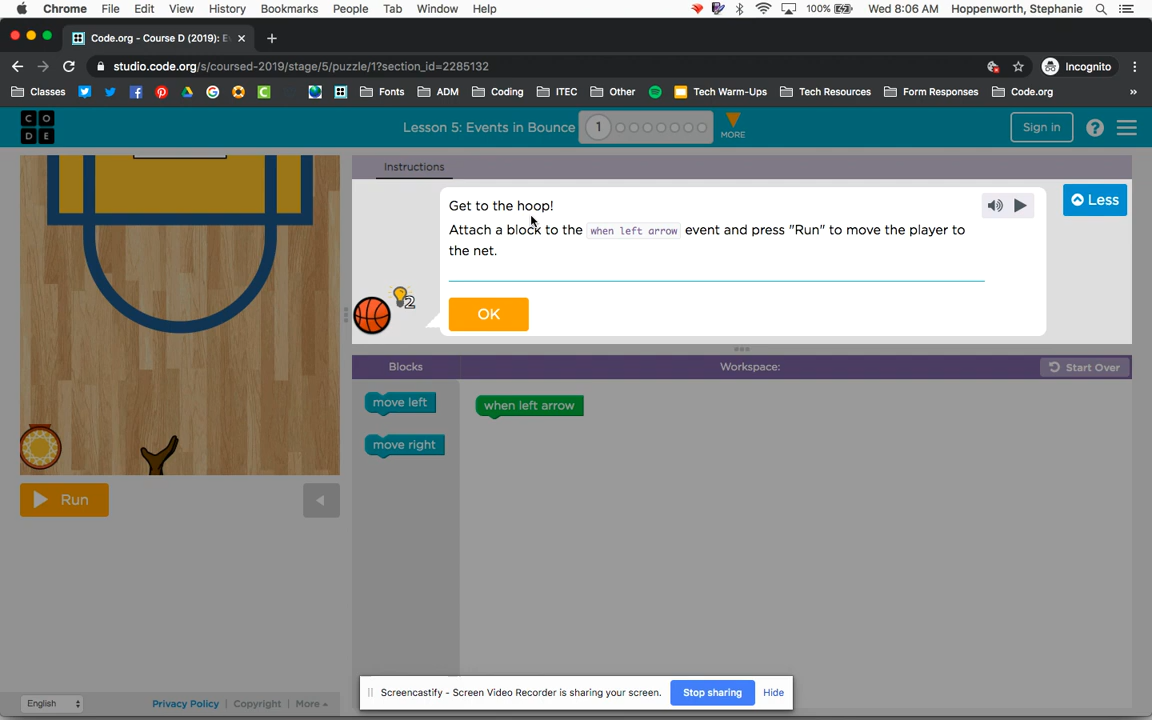 Chrome File Edit View History Bookmarks People Tab Window Help 100% Wed 8:06 AM Hoppenworth, Stephanie
Code.org - Course D (2019): E
studio.code.org/s/coursed-2019/stage/5/puzzle/1?section_id=2285132 Incognito
Classes Fonts ADM Coding ITEC Other Tech Warm-Ups Tech Resources Form Responses Code.org »
C O
D E
Lesson 5: Events in Bounce 1 MORE Sign in ?
Instructions
Get to the hoop!
Attach a block to the when left arrow event and press "Run" to move the player to
the net.
2
OK
Less
Blocks Workspace: Start Over
move left when left arrow
move right
Run
Screencastify - Screen Video Recorder is sharing your screen. Stop sharing Hide
English Privacy Policy | Copyright | More